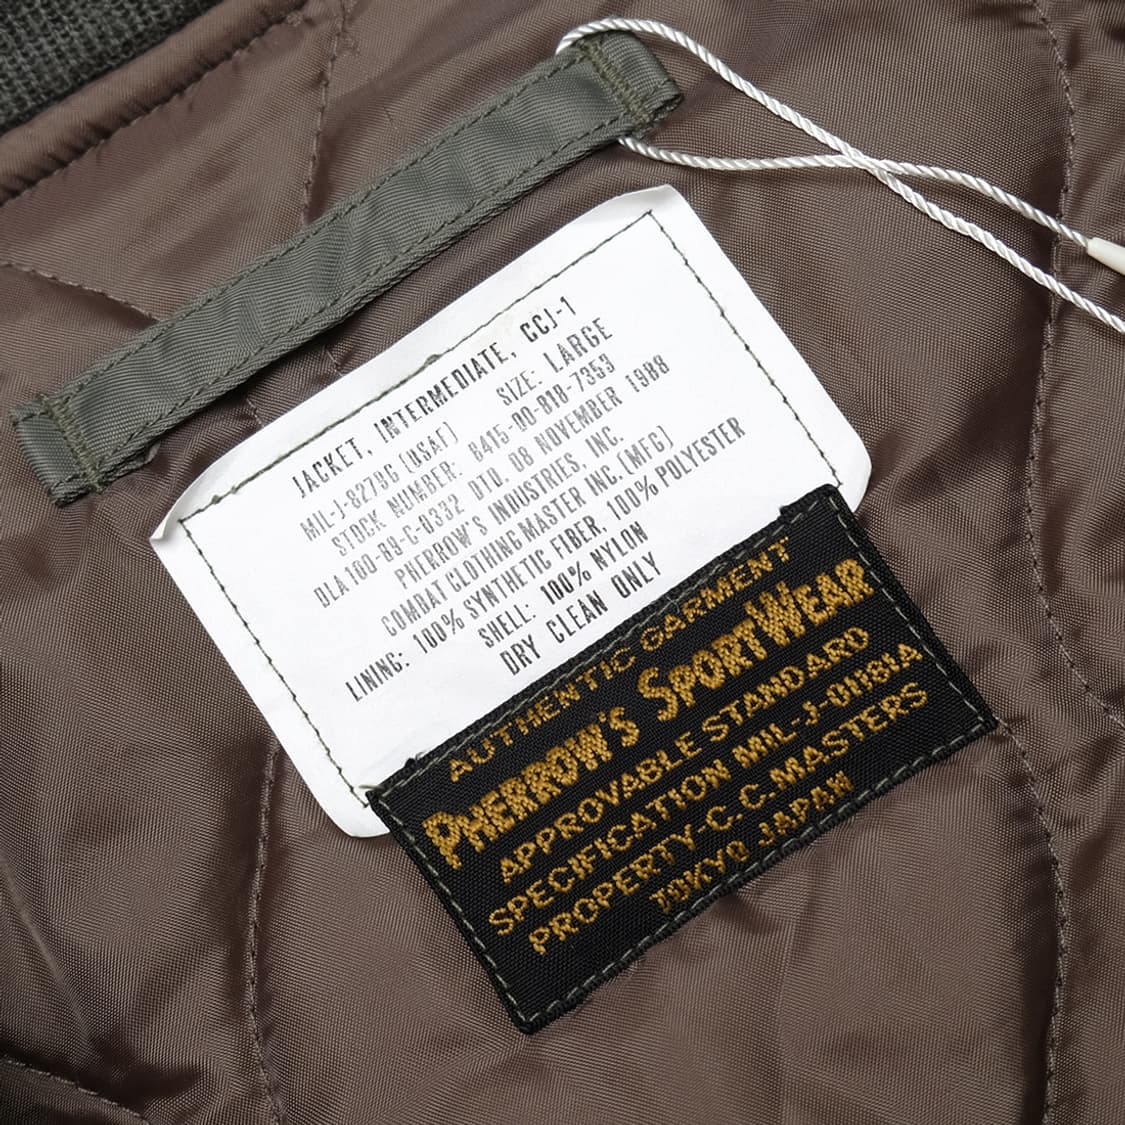 JACKET, INTERMEDIATE, CCJ-1
MIL-J-8279G (USAF) SIZE: LARGE
STOCK NUMBER: 8415-00-818-7353
DLA100-89-C-0332 DTD. 08 NOVEMBER 1988
PHERROW'S INDUSTRIES, INC.
COMBAT CLOTHING MASTER INC. (MFG)
LINING: 100% SYNTHETIC FIBER, 100% POLYESTER
SHELL: 100% NYLON
DRY CLEAN ONLY
AUTHENTIC GARMENT
PHERROW'S SPORTWEAR
APPROVABLE STANDARD
SPECIFICATION MIL-J-01181A
PROPERTY-C.C.MASTERS
TOKYO JAPAN